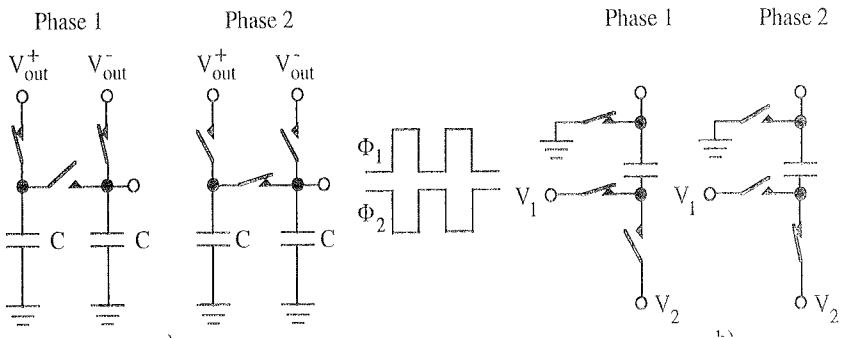 Phase 1
Phase 2
V+out
V-out
V+out
V-out
C
C
C
C
Φ1
Φ2
Phase 1
Phase 2
V1
V1
V2
V2
b)